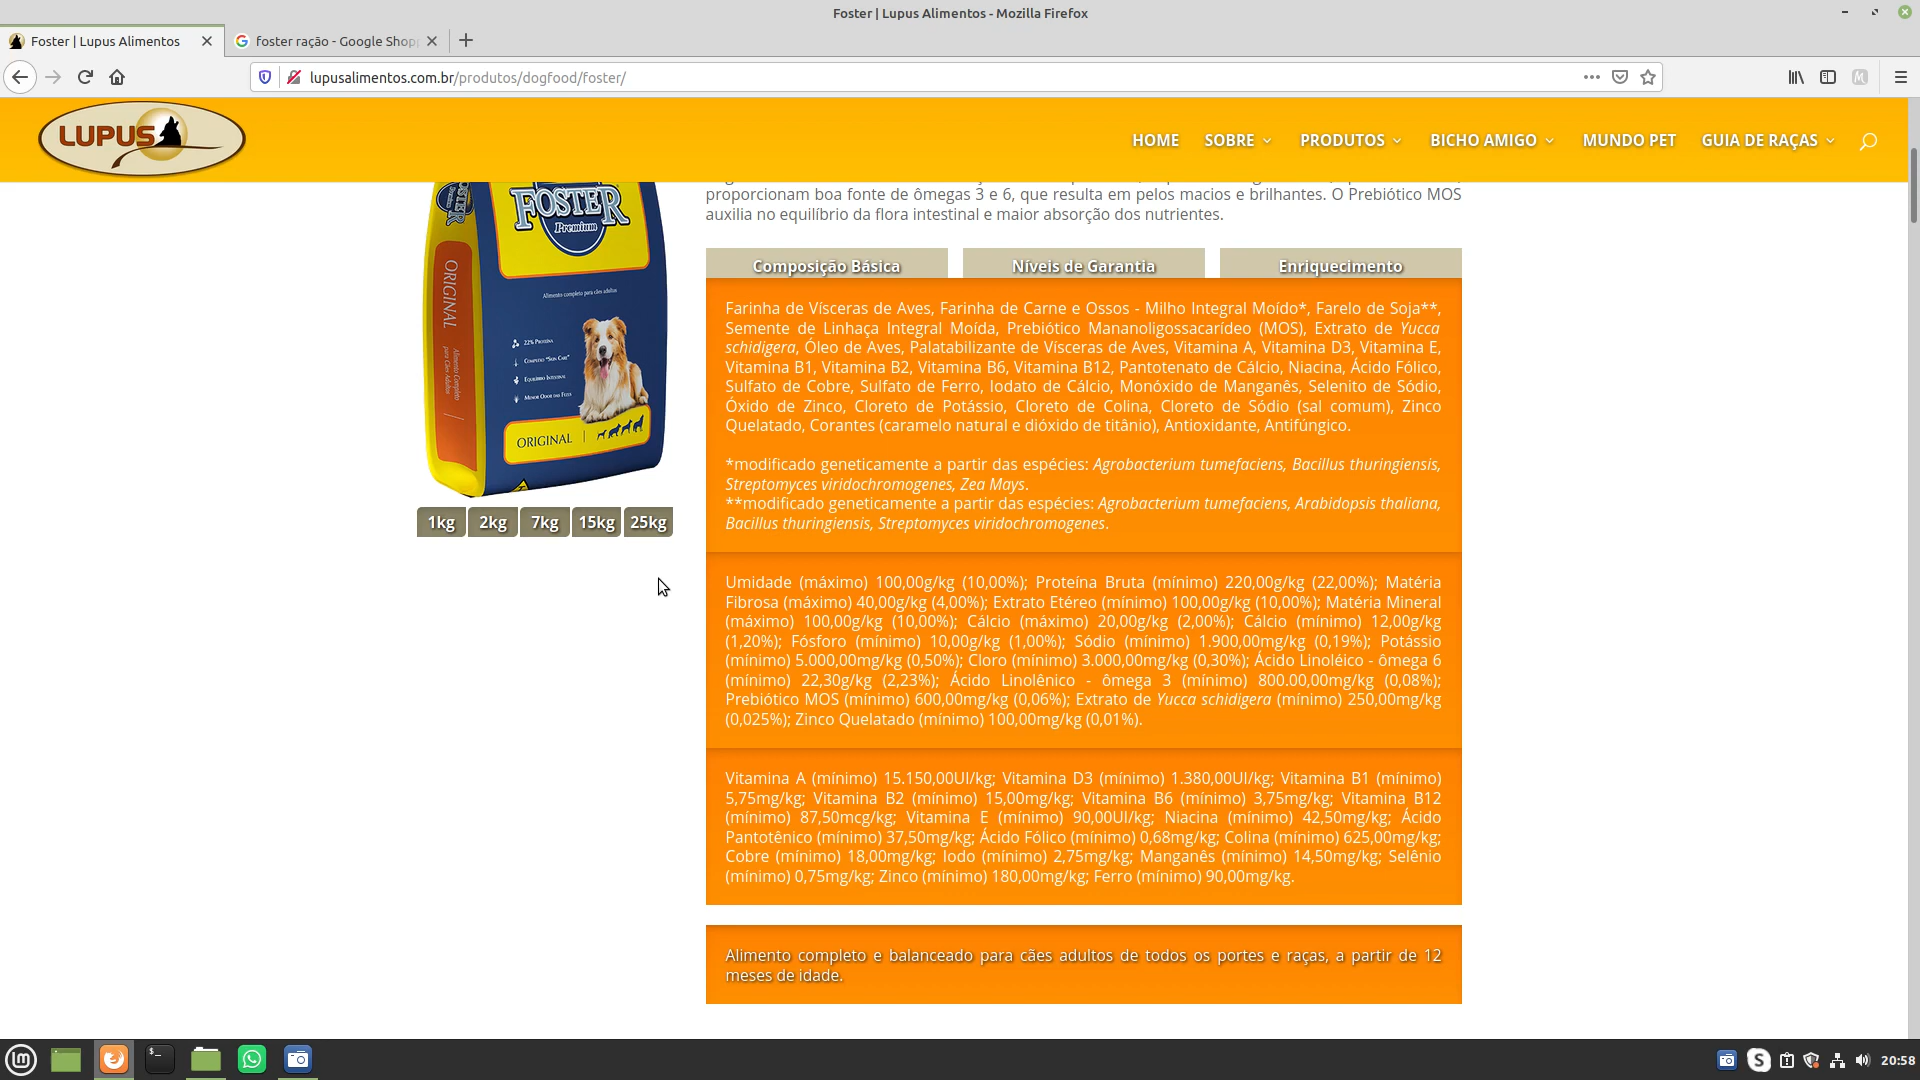 Foster | Lupus Alimentos - Mozilla Firefox
Foster | Lupus Alimentos
foster ração - Google Shop
lupusalimentos.com.br/produtos/dogfood/foster/
LUPUS
HOME SOBRE PRODUTOS BICHO AMIGO MUNDO PET GUIA DE RAÇAS
proporcionam boa fonte de ômegas 3 e 6, que resulta em pelos macios e brilhantes. O Prebiótico MOS
auxilia no equilíbrio da flora intestinal e maior absorção dos nutrientes.
FOSTER
Premium
ORIGINAL
Alimento Completo
para Cães Adultos
Alimento completo para cães adultos
22% Proteína
Complexo "Skin Care"
Equilíbrio Intestinal
Menor Odor das Fezes
ORIGINAL
1kg 2kg 7kg 15kg 25kg
Composição Básica Níveis de Garantia Enriquecimento
Farinha de Vísceras de Aves, Farinha de Carne e Ossos - Milho Integral Moído*, Farelo de Soja**,
Semente de Linhaça Integral Moída, Prebiótico Mananoligossacarídeo (MOS), Extrato de Yucca
schidigera, Óleo de Aves, Palatabilizante de Vísceras de Aves, Vitamina A, Vitamina D3, Vitamina E,
Vitamina B1, Vitamina B2, Vitamina B6, Vitamina B12, Pantotenato de Cálcio, Niacina, Ácido Fólico,
Sulfato de Cobre, Sulfato de Ferro, Iodato de Cálcio, Monóxido de Manganês, Selenito de Sódio,
Óxido de Zinco, Cloreto de Potássio, Cloreto de Colina, Cloreto de Sódio (sal comum), Zinco
Quelatado, Corantes (caramelo natural e dióxido de titânio), Antioxidante, Antifúngico.
*modificado geneticamente a partir das espécies: Agrobacterium tumefaciens, Bacillus thuringiensis,
Streptomyces viridochromogenes, Zea Mays.
**modificado geneticamente a partir das espécies: Agrobacterium tumefaciens, Arabidopsis thaliana,
Bacillus thuringiensis, Streptomyces viridochromogenes.
Umidade (máximo) 100,00g/kg (10,00%); Proteína Bruta (mínimo) 220,00g/kg (22,00%); Matéria
Fibrosa (máximo) 40,00g/kg (4,00%); Extrato Etéreo (mínimo) 100,00g/kg (10,00%); Matéria Mineral
(máximo) 100,00g/kg (10,00%); Cálcio (máximo) 20,00g/kg (2,00%); Cálcio (mínimo) 12,00g/kg
(1,20%); Fósforo (mínimo) 10,00g/kg (1,00%); Sódio (mínimo) 1.900,00mg/kg (0,19%); Potássio
(mínimo) 5.000,00mg/kg (0,50%); Cloro (mínimo) 3.000,00mg/kg (0,30%); Ácido Linoléico - ômega 6
(mínimo) 22,30g/kg (2,23%); Ácido Linolênico - ômega 3 (mínimo) 800.00,00mg/kg (0,08%);
Prebiótico MOS (mínimo) 600,00mg/kg (0,06%); Extrato de Yucca schidigera (mínimo) 250,00mg/kg
(0,025%); Zinco Quelatado (mínimo) 100,00mg/kg (0,01%).
Vitamina A (mínimo) 15.150,00UI/kg; Vitamina D3 (mínimo) 1.380,00UI/kg; Vitamina B1 (mínimo)
5,75mg/kg; Vitamina B2 (mínimo) 15,00mg/kg; Vitamina B6 (mínimo) 3,75mg/kg; Vitamina B12
(mínimo) 87,50mcg/kg; Vitamina E (mínimo) 90,00UI/kg; Niacina (mínimo) 42,50mg/kg; Ácido
Pantotênico (mínimo) 37,50mg/kg; Ácido Fólico (mínimo) 0,68mg/kg; Colina (mínimo) 625,00mg/kg;
Cobre (mínimo) 18,00mg/kg; Iodo (mínimo) 2,75mg/kg; Manganês (mínimo) 14,50mg/kg; Selênio
(mínimo) 0,75mg/kg; Zinco (mínimo) 180,00mg/kg; Ferro (mínimo) 90,00mg/kg.
Alimento completo e balanceado para cães adultos de todos os portes e raças, a partir de 12
meses de idade.
20:58